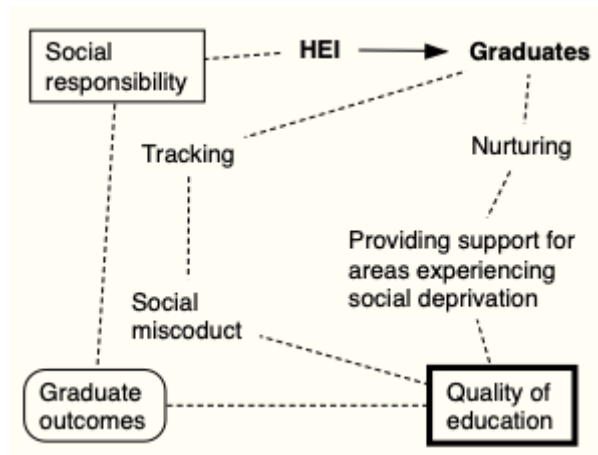 Social
responsibility
HEI
Graduates
Tracking
Nurturing
Providing support for
areas experiencing
social deprivation
Social
miscoduct
Graduate
outcomes
Quality of
education